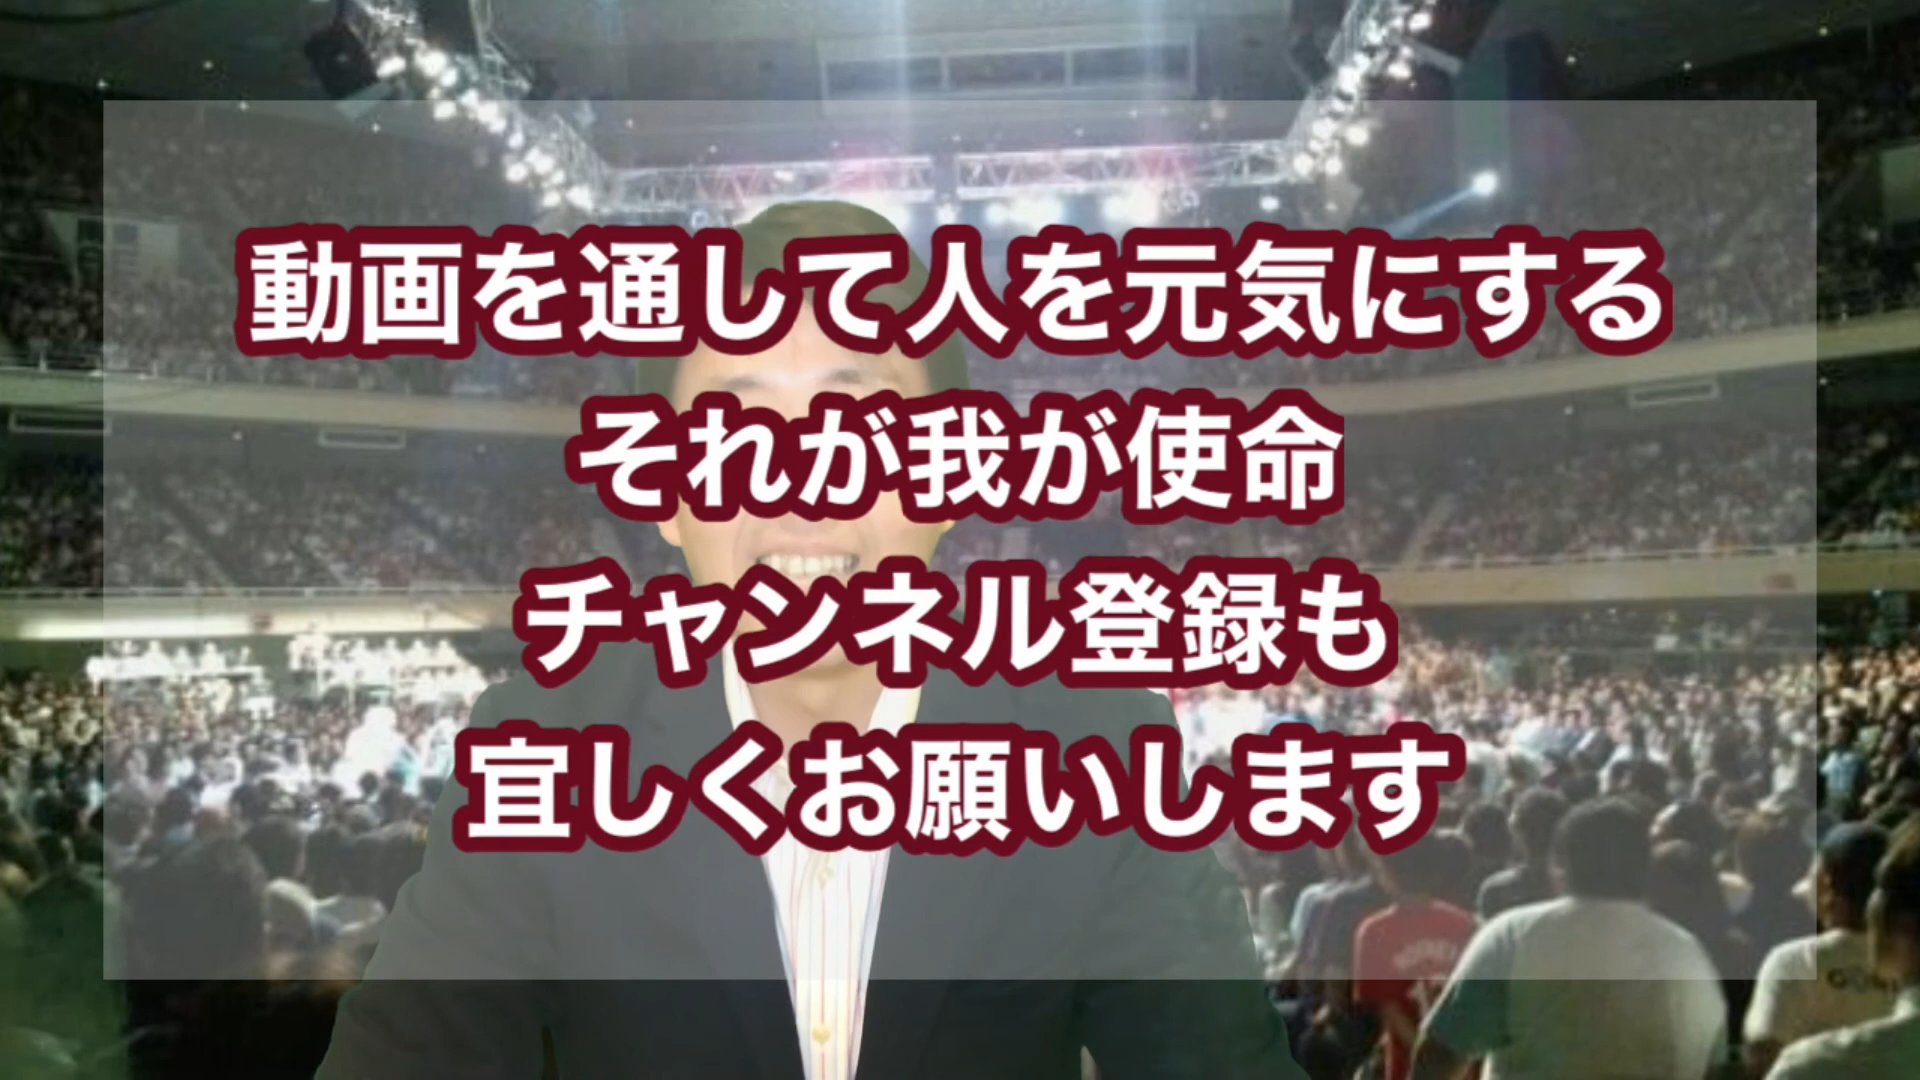 動画を通して人を元気にする
それが我が使命
チャンネル登録も
宜しくお願いします